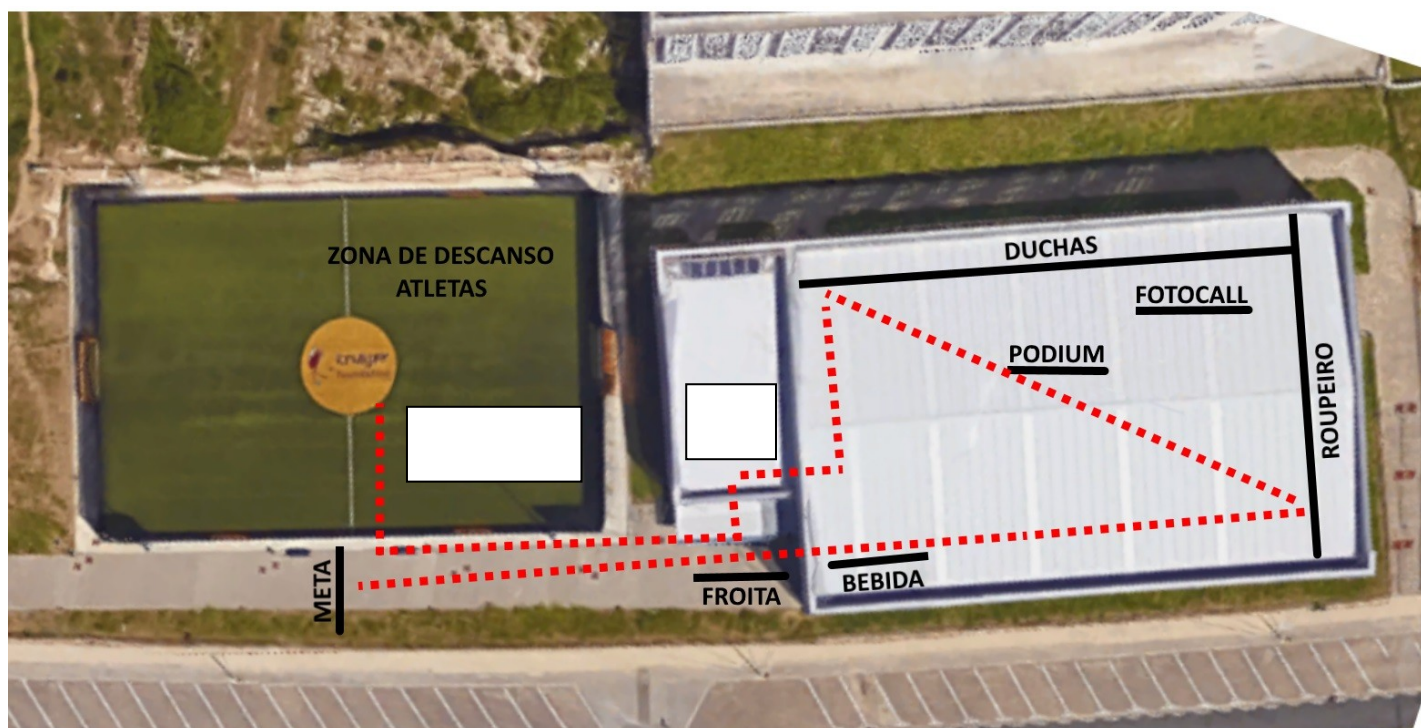 ZONA DE DESCANSO
ATLETAS
DUCHAS
FOTOCALL
PODIUM
ROUPEIRO
META
FROITA
BEBIDA